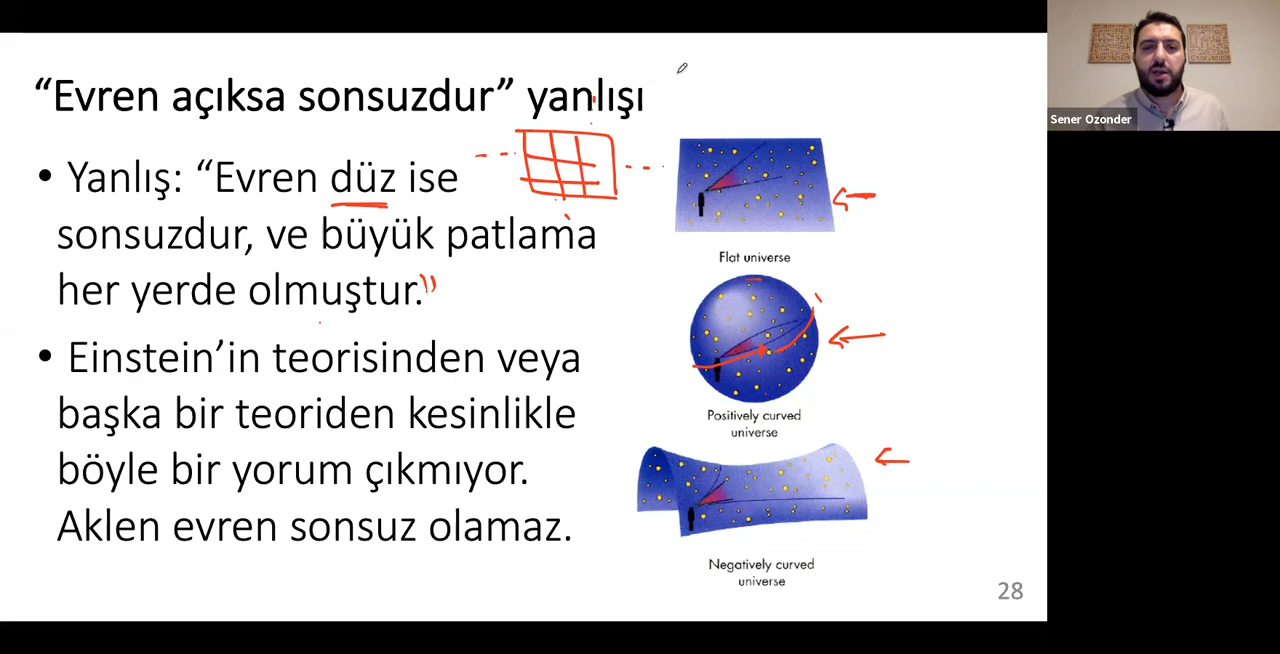 “Evren açıksa sonsuzdur” yanlışı
• Yanlış: “Evren düz ise
sonsuzdur, ve büyük patlama
her yerde olmuştur.”
• Einstein’in teorisinden veya
başka bir teoriden kesinlikle
böyle bir yorum çıkmıyor.
Aklen evren sonsuz olamaz.
Flat universe
Positively curved
universe
Negatively curved
universe
28
Sener Ozonder